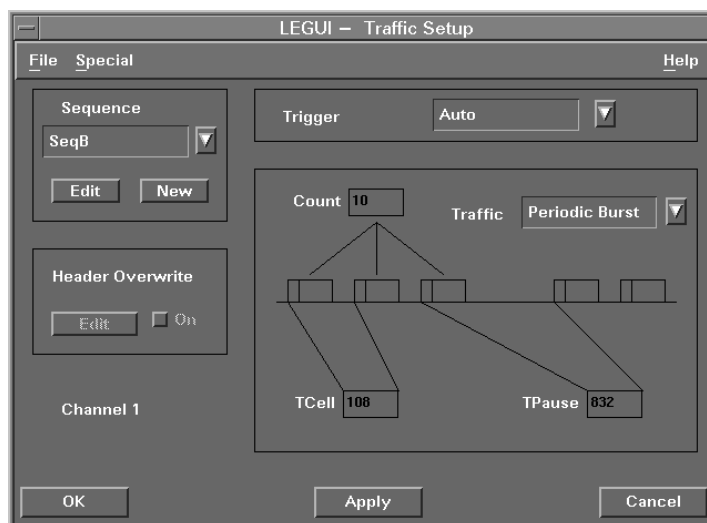 LEGUI – Traffic Setup
File Special Help
Sequence
SeqB
Edit New
Trigger Auto
Count 10
Traffic Periodic Burst
Header Overwrite
Edit On
TCell 108
TPause 832
Channel 1
OK Apply Cancel